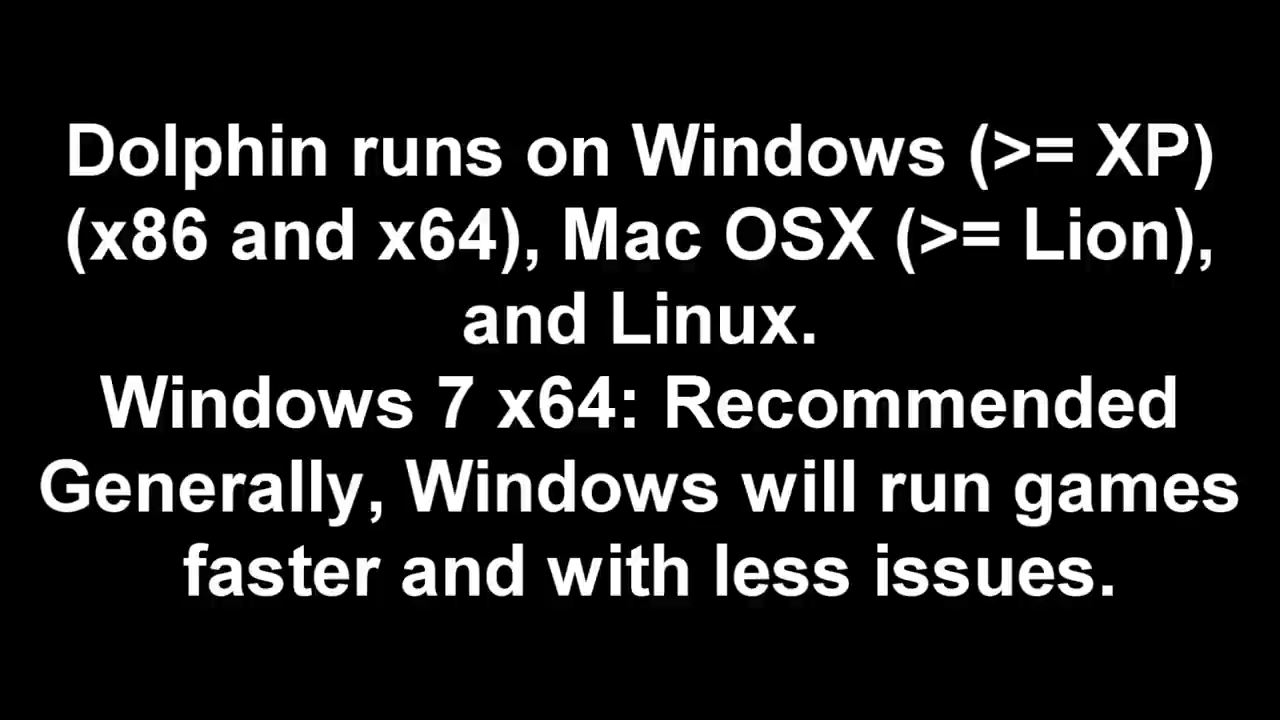 Dolphin runs on Windows (>= XP)
(x86 and x64), Mac OSX (>= Lion),
and Linux.
Windows 7 x64: Recommended
Generally, Windows will run games
faster and with less issues.